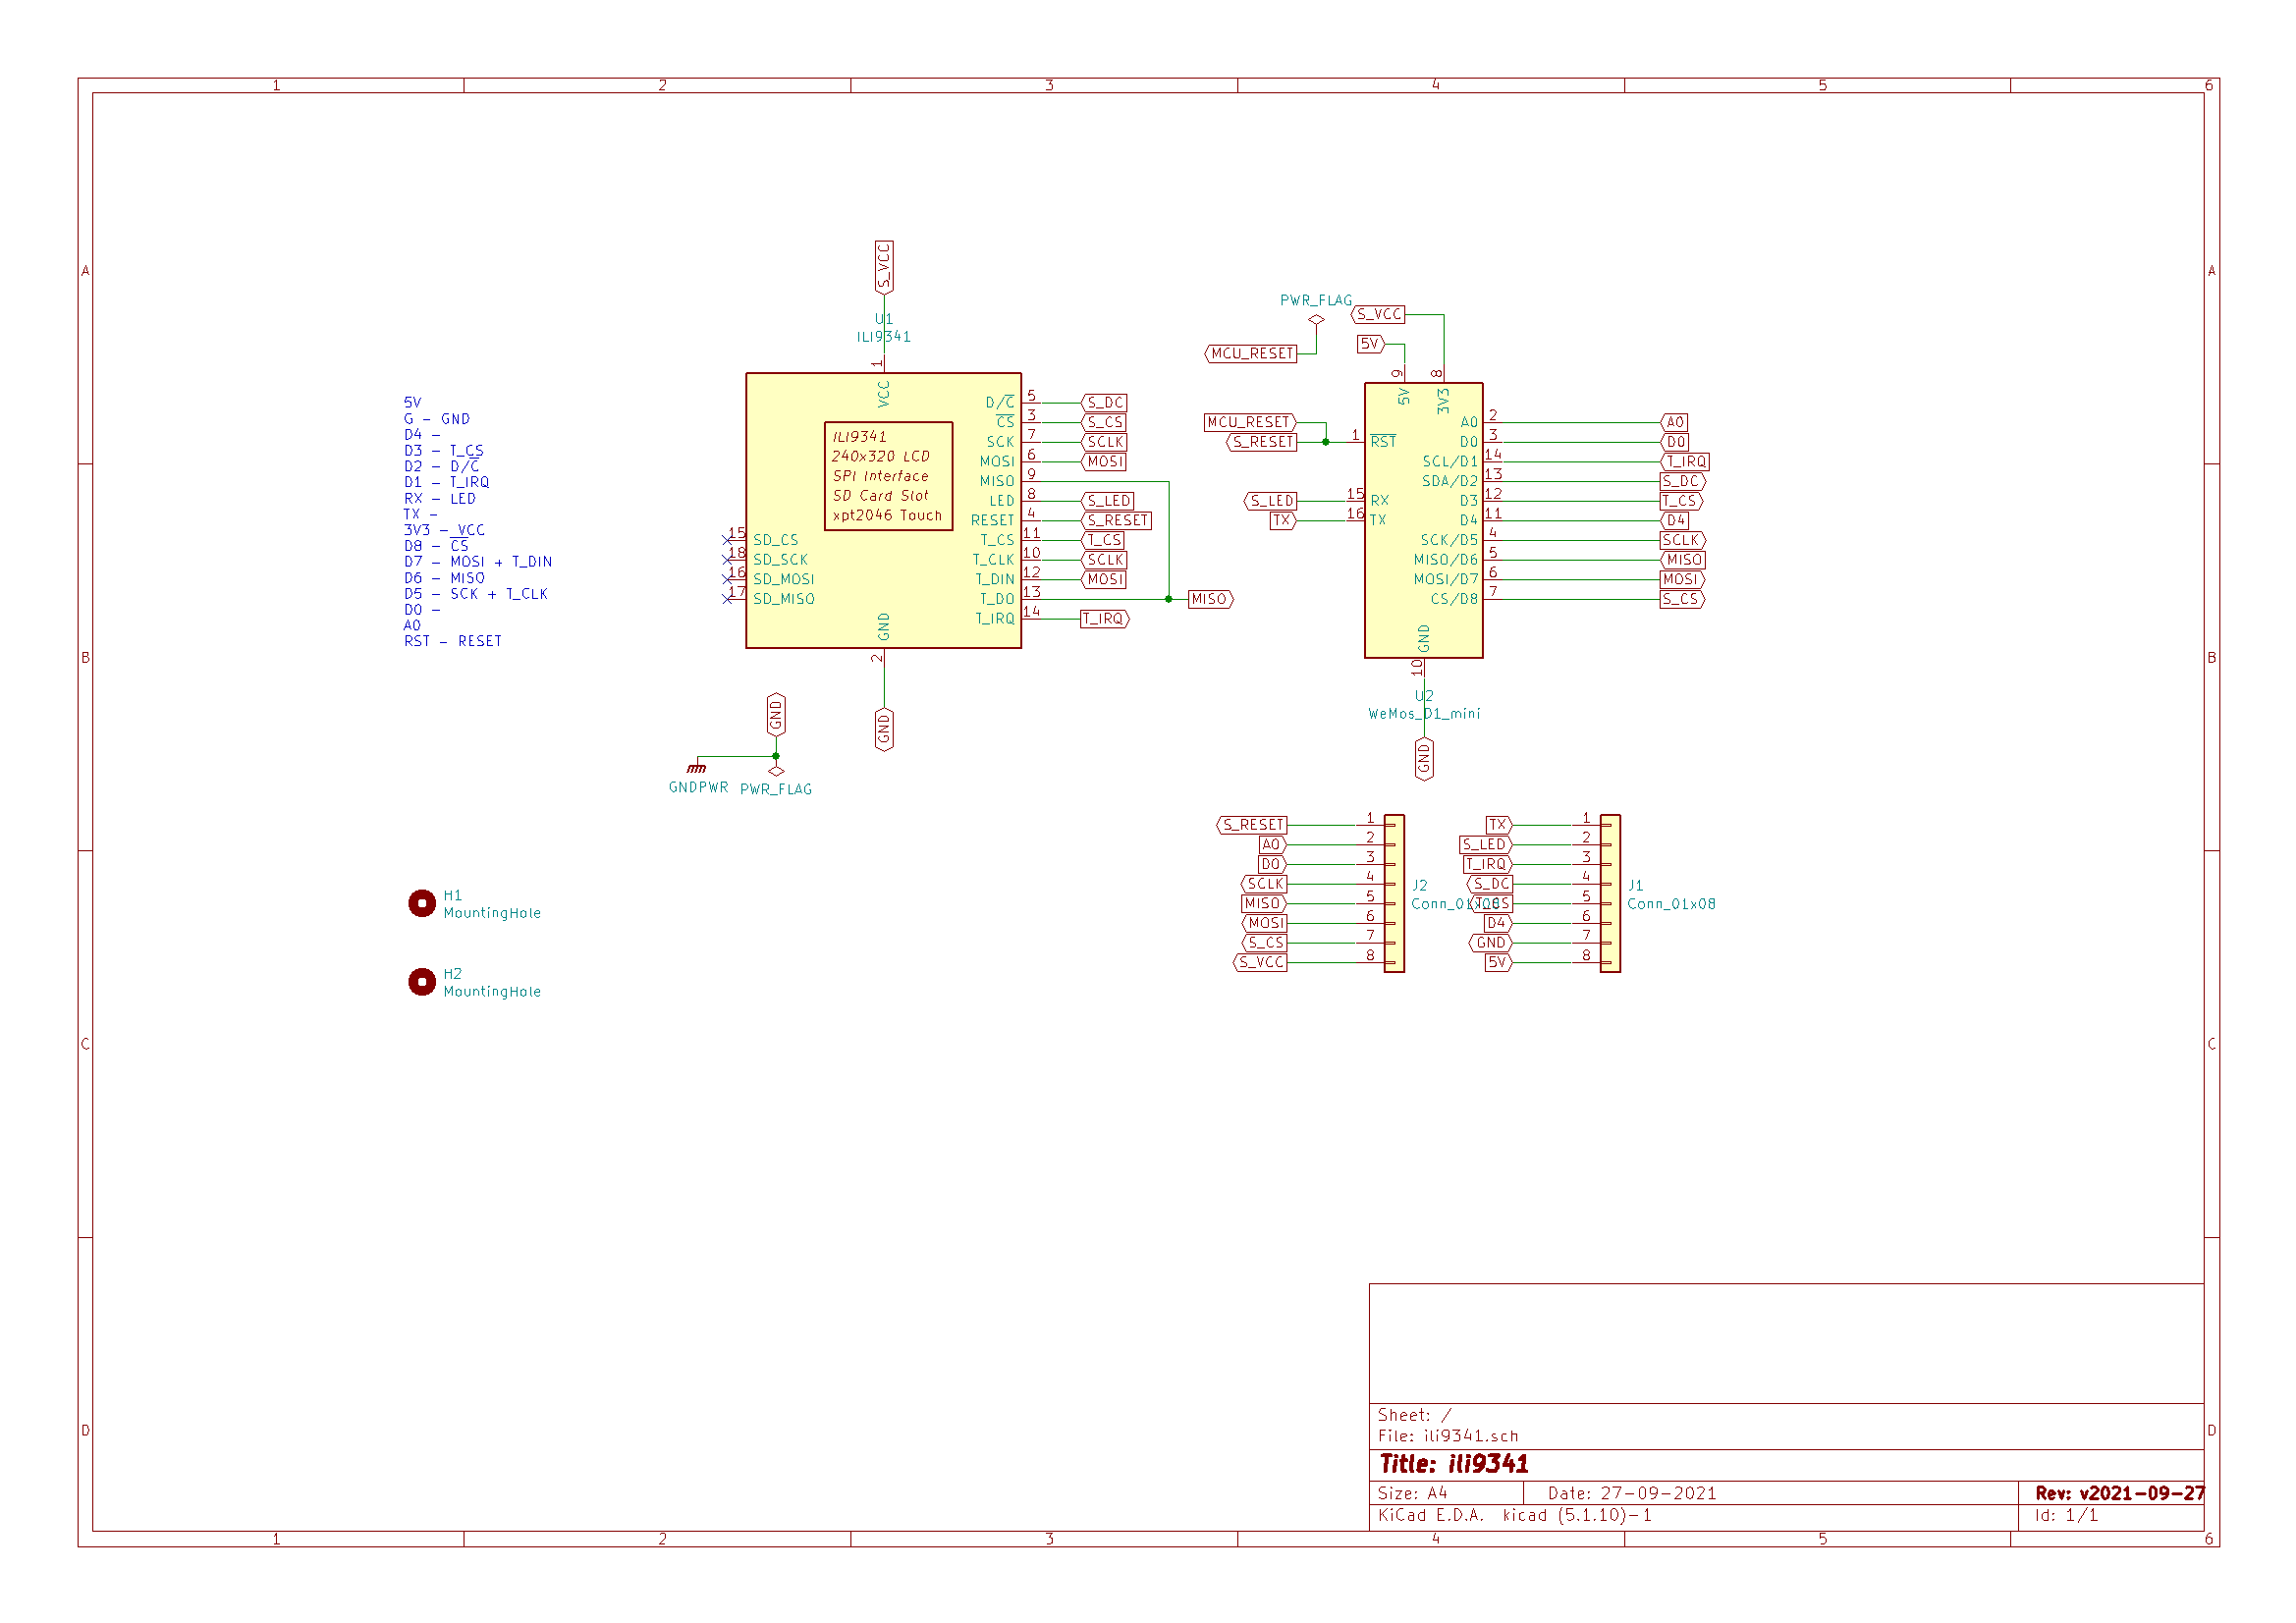 1 2 3 4 5 6
A
B
C
D
A
B
C
D
5V
G - GND
D4 -
D3 - T_CS
D2 - D/C
D1 - T_IRQ
RX - LED
TX -
3V3 - VCC
D8 - CS
D7 - MOSI + T_DIN
D6 - MISO
D5 - SCK + T_CLK
D0 -
A0
RST - RESET
S_VCC
U1
ILI9341
1
VCC
ILI9341
240x320 LCD
SPI Interface
SD Card Slot
xpt2046 Touch
15 SD_CS
18 SD_SCK
16 SD_MOSI
17 SD_MISO
D/C 5 S_DC
CS 3 S_CS
SCK 7 SCLK
MOSI 6 MOSI
MISO 9
LED 8 S_LED
RESET 4 S_RESET
T_CS 11 T_CS
T_CLK 10 SCLK
T_DIN 12 MOSI
T_DO 13 MISO
T_IRQ 14 T_IRQ
GND
2
GND
GND
GNDPWR
PWR_FLAG
PWR_FLAG
MCU_RESET
S_VCC
5V
9
8
5V
3V3
MCU_RESET
S_RESET 1 RST
S_LED 15 RX
TX 16 TX
A0 2 A0
D0 3 D0
SCL/D1 14 T_IRQ
SDA/D2 13 S_DC
D3 12 T_CS
D4 11 D4
SCK/D5 4 SCLK
MISO/D6 5 MISO
MOSI/D7 6 MOSI
CS/D8 7 S_CS
GND
10
U2
WeMos_D1_mini
GND
S_RESET 1
A0 2
D0 3
SCLK 4
MISO 5
MOSI 6
S_CS 7
S_VCC 8
J2
Conn_01x08
TX 1
S_LED 2
T_IRQ 3
S_DC 4
T_CS 5
D4 6
GND 7
5V 8
J1
Conn_01x08
H1
MountingHole
H2
MountingHole
Sheet: /
File: ili9341.sch
Title: ili9341
Size: A4
Date: 27-09-2021
Rev: v2021-09-27
KiCad E.D.A. kicad (5.1.10)-1
Id: 1/1
1 2 3 4 5 6